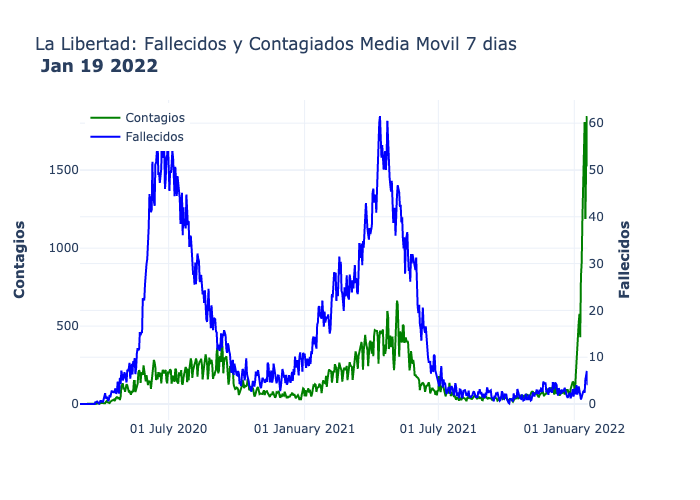 La Libertad: Fallecidos y Contagiados Media Movil 7 dias
Jan 19 2022
Contagios
Fallecidos
1500
1000
500
0
60
50
40
30
20
10
0
Contagios
Fallecidos
01 July 2020
01 January 2021
01 July 2021
01 January 2022